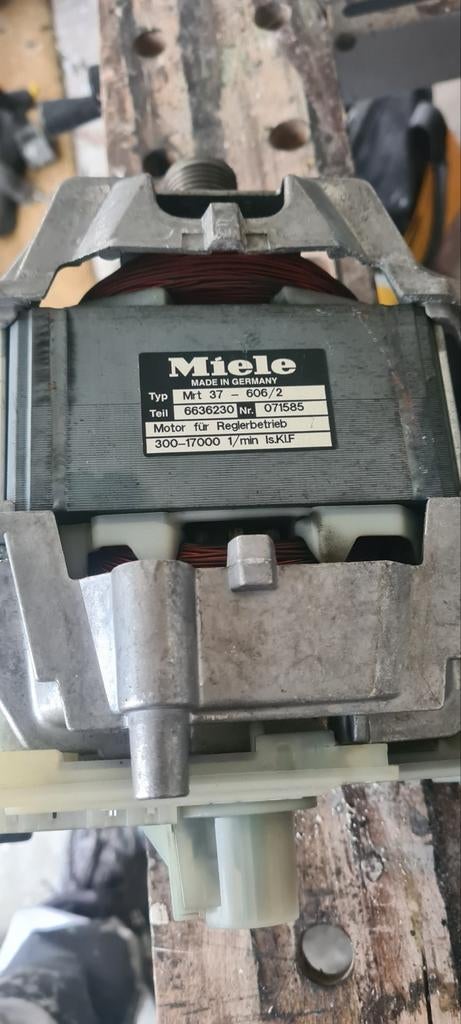 Miele
MADE IN GERMANY
Typ Mrt 37 - 606/2
Teil 6636230 Nr. 071585
Motor für Reglerbetrieb
300-17000 1/min Is.Kl.F